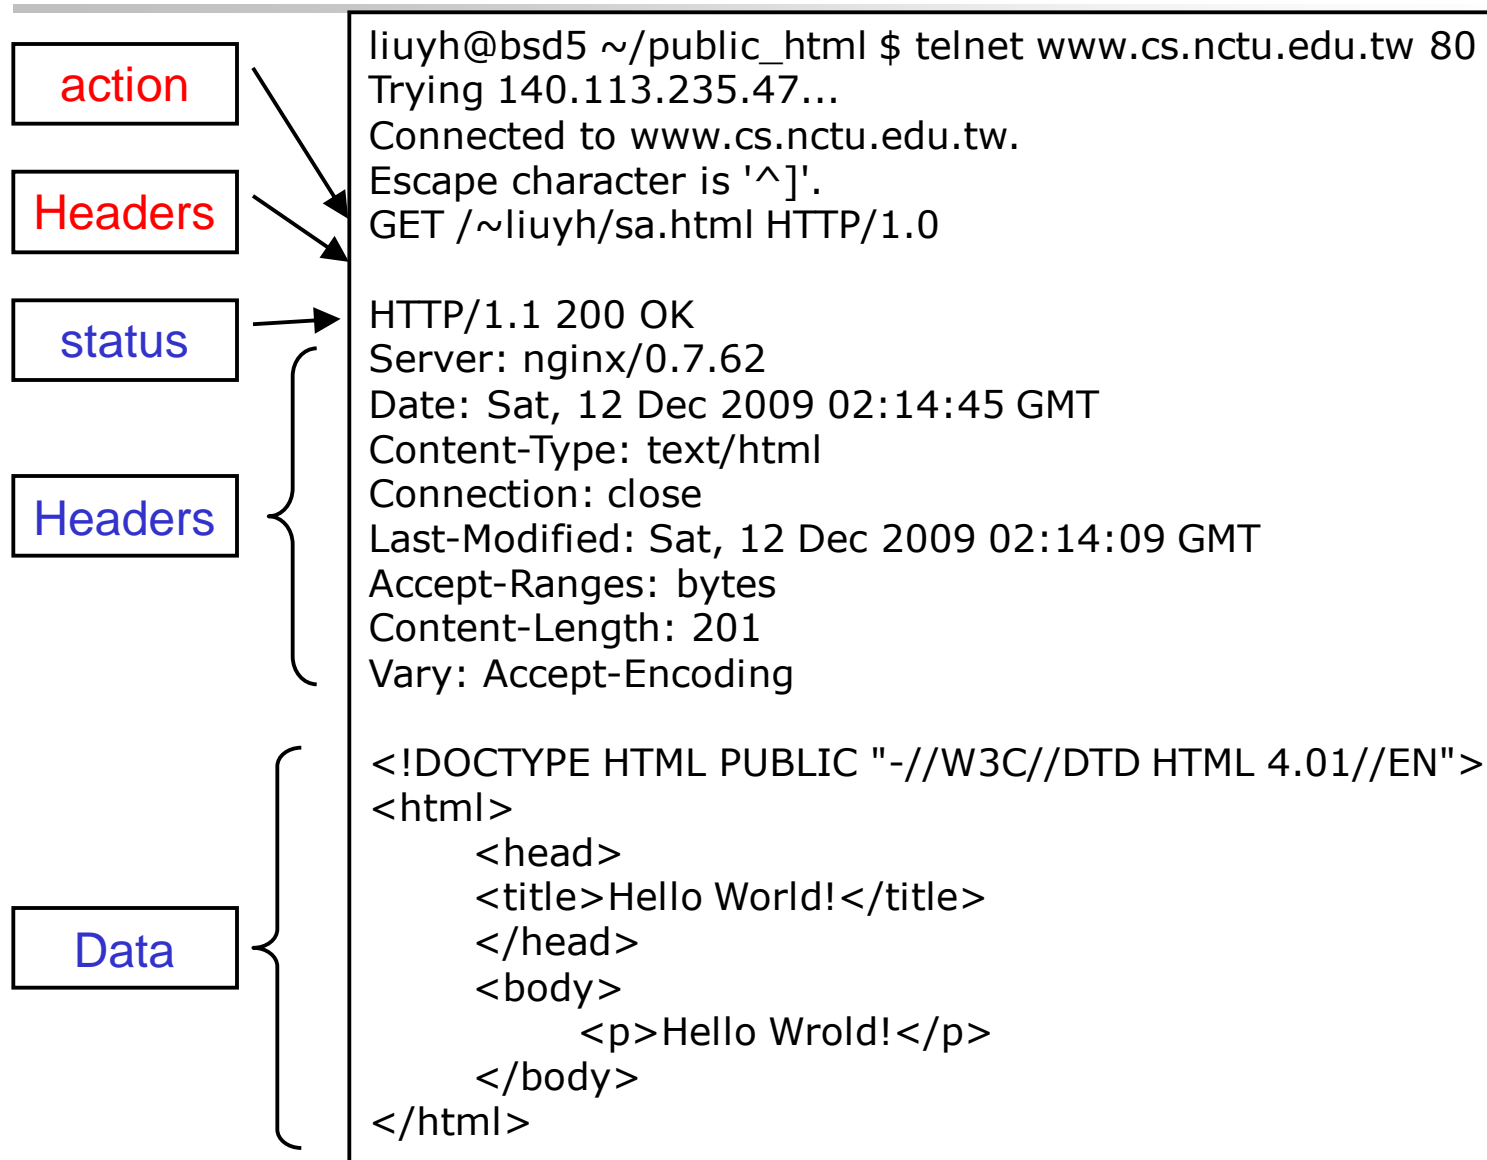 action
Headers
status
Headers
Data
liuyh@bsd5 ~/public_html $ telnet www.cs.nctu.edu.tw 80
Trying 140.113.235.47...
Connected to www.cs.nctu.edu.tw.
Escape character is '^]'.
GET /~liuyh/sa.html HTTP/1.0
HTTP/1.1 200 OK
Server: nginx/0.7.62
Date: Sat, 12 Dec 2009 02:14:45 GMT
Content-Type: text/html
Connection: close
Last-Modified: Sat, 12 Dec 2009 02:14:09 GMT
Accept-Ranges: bytes
Content-Length: 201
Vary: Accept-Encoding
<!DOCTYPE HTML PUBLIC "-//W3C//DTD HTML 4.01//EN">
<html>
<head>
<title>Hello World!</title>
</head>
<body>
<p>Hello Wrold!</p>
</body>
</html>